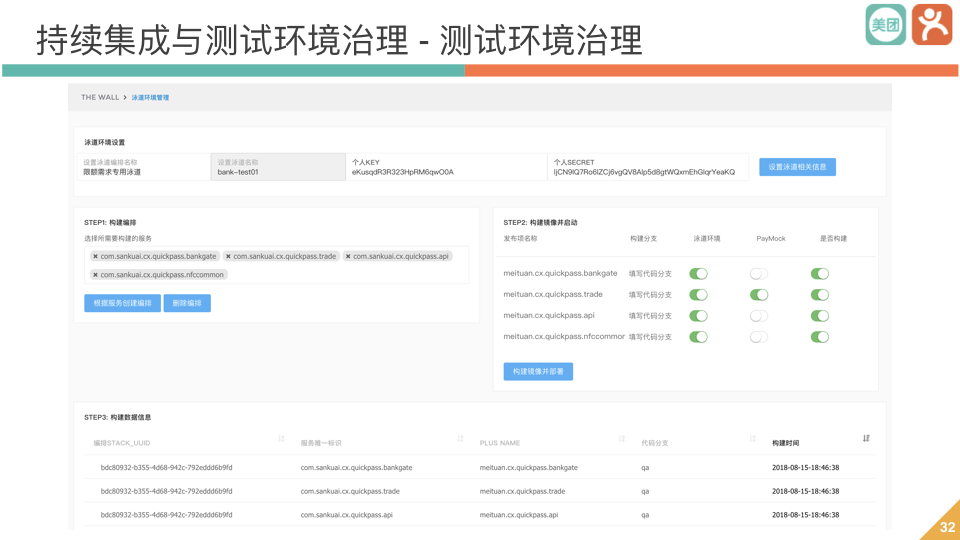 持续集成与测试环境治理 - 测试环境治理
美团
THE WALL > 泳道环境管理
泳道环境设置
设置泳道编排名称
限额需求专用泳道
设置泳道名称
bank-test01
个人KEY
eKusqdR3R323HpRM6qwO0A
个人SECRET
IjCN9IQ7Ro6IZCj6vgQV8Alp5d8gtWQxmEhGIqrYeaKQ
设置泳道相关信息
STEP1: 构建编排
选择所需要构建的服务
× com.sankuai.cx.quickpass.bankgate × com.sankuai.cx.quickpass.trade × com.sankuai.cx.quickpass.api
× com.sankuai.cx.quickpass.nfccommon
根据服务创建编排 删除编排
STEP2: 构建镜像并启动
发布项名称 构建分支 泳道环境 PayMock 是否构建
meituan.cx.quickpass.bankgate 填写代码分支
meituan.cx.quickpass.trade 填写代码分支
meituan.cx.quickpass.api 填写代码分支
meituan.cx.quickpass.nfccommor 填写代码分支
构建镜像并部署
STEP3: 构建数据信息
编排STACK_UUID 服务唯一标识 PLUS NAME 代码分支 构建时间
bdc80932-b355-4d68-942c-792eddd6b9fd com.sankuai.cx.quickpass.bankgate meituan.cx.quickpass.bankgate qa 2018-08-15-18:46:38
bdc80932-b355-4d68-942c-792eddd6b9fd com.sankuai.cx.quickpass.trade meituan.cx.quickpass.trade qa 2018-08-15-18:46:38
bdc80932-b355-4d68-942c-792eddd6b9fd com.sankuai.cx.quickpass.api meituan.cx.quickpass.api qa 2018-08-15-18:46:38
32